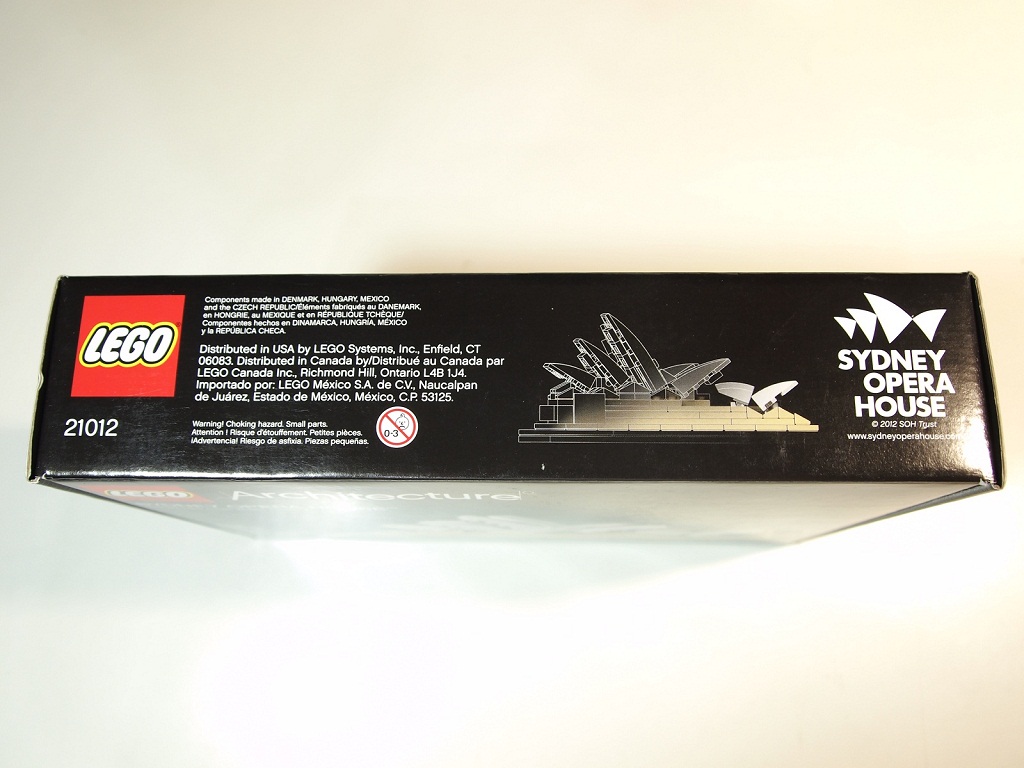 LEGO
21012
Components made in DENMARK, HUNGARY, MEXICO
and the CZECH REPUBLIC/Éléments fabriqués au DANEMARK,
en HONGRIE, au MEXIQUE et en RÉPUBLIQUE TCHÈQUE/
Componentes hechos en DINAMARCA, HUNGRÍA, MÉXICO
y la REPÚBLICA CHECA.
Distributed in USA by LEGO Systems, Inc., Enfield, CT
06083. Distributed in Canada by/Distribué au Canada par
LEGO Canada Inc., Richmond Hill, Ontario L4B 1J4.
Importado por: LEGO México S.A. de C.V., Naucalpan
de Juárez, Estado de México, México, C.P. 53125.
Warning! Choking hazard. Small parts.
Attention ! Risque d'étouffement. Petites pièces.
¡Advertencia! Riesgo de asfixia. Piezas pequeñas.
0-3
SYDNEY
OPERA
HOUSE
© 2012 SOH Trust
www.sydneyoperahouse.com
LEGO
Architecture